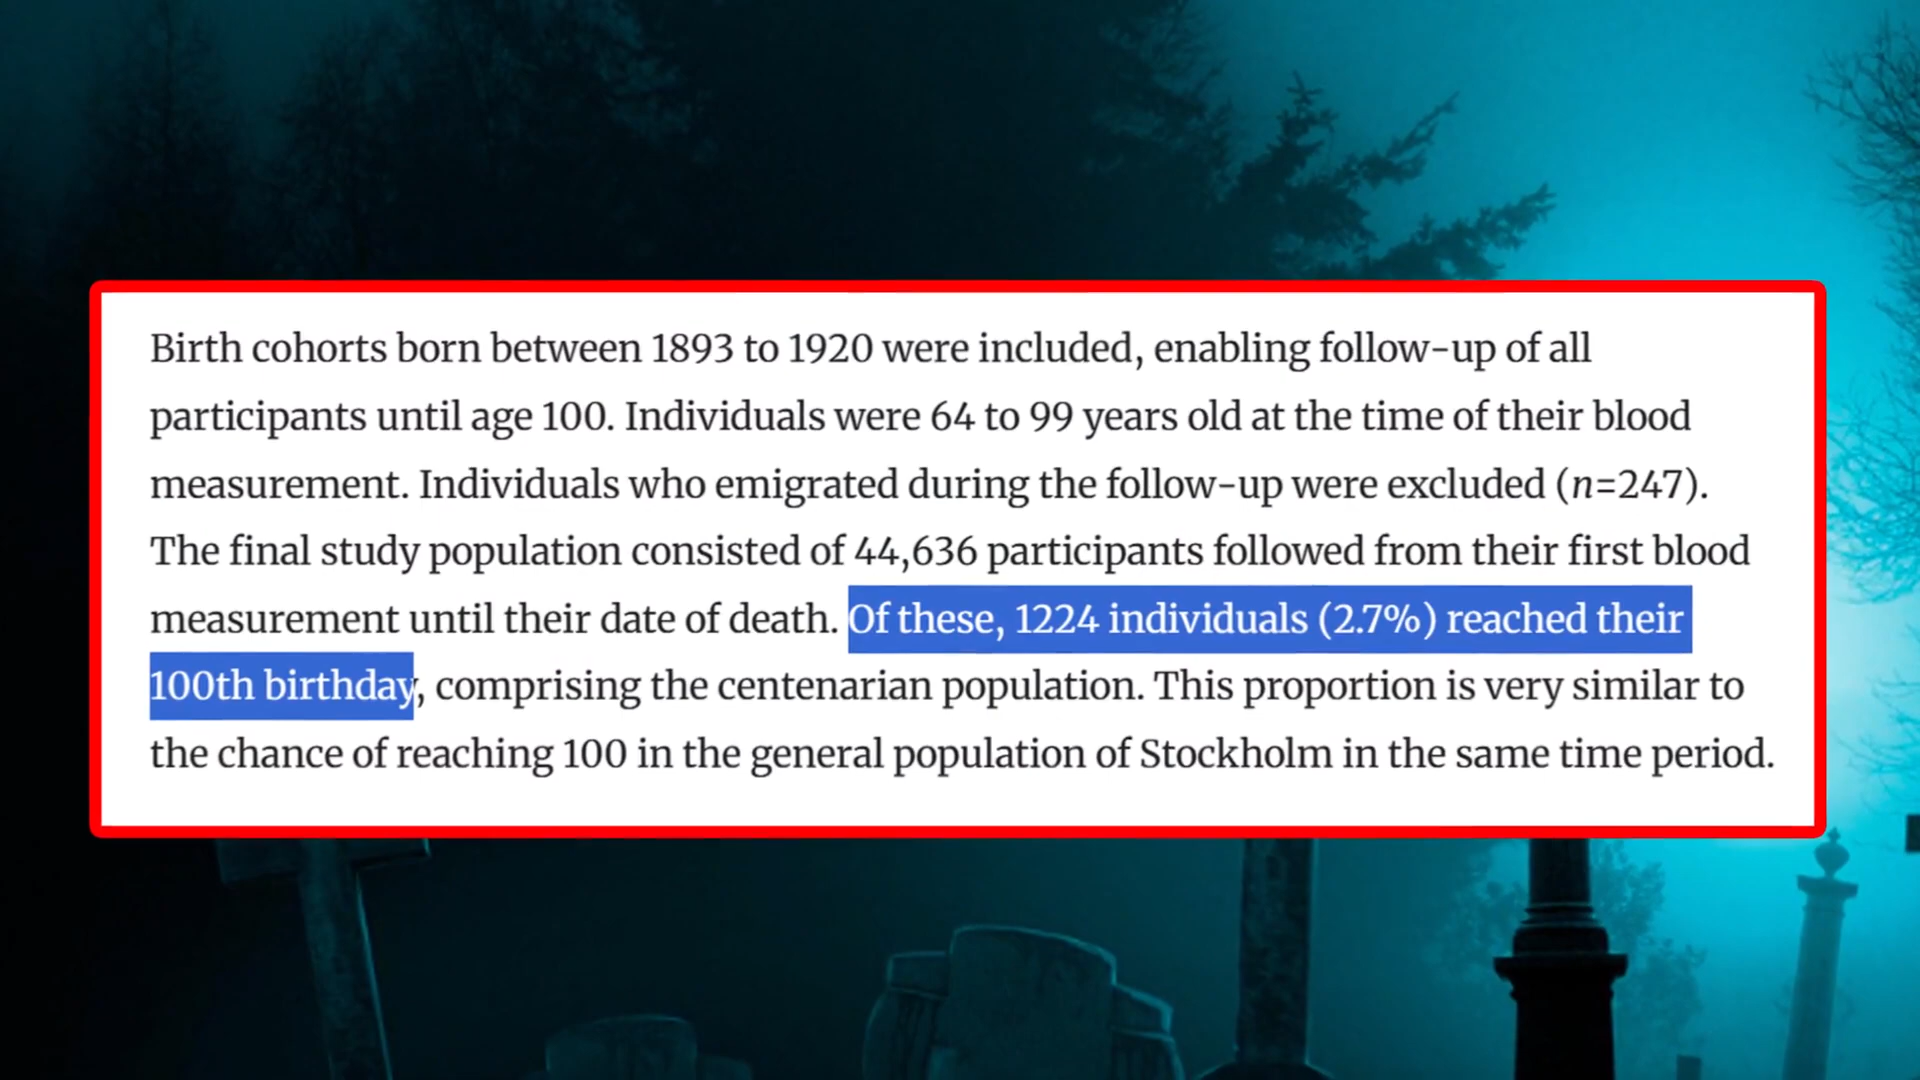 Birth cohorts born between 1893 to 1920 were included, enabling follow-up of all
participants until age 100. Individuals were 64 to 99 years old at the time of their blood
measurement. Individuals who emigrated during the follow-up were excluded (n=247).
The final study population consisted of 44,636 participants followed from their first blood
measurement until their date of death. Of these, 1224 individuals (2.7%) reached their
100th birthday, comprising the centenarian population. This proportion is very similar to
the chance of reaching 100 in the general population of Stockholm in the same time period.